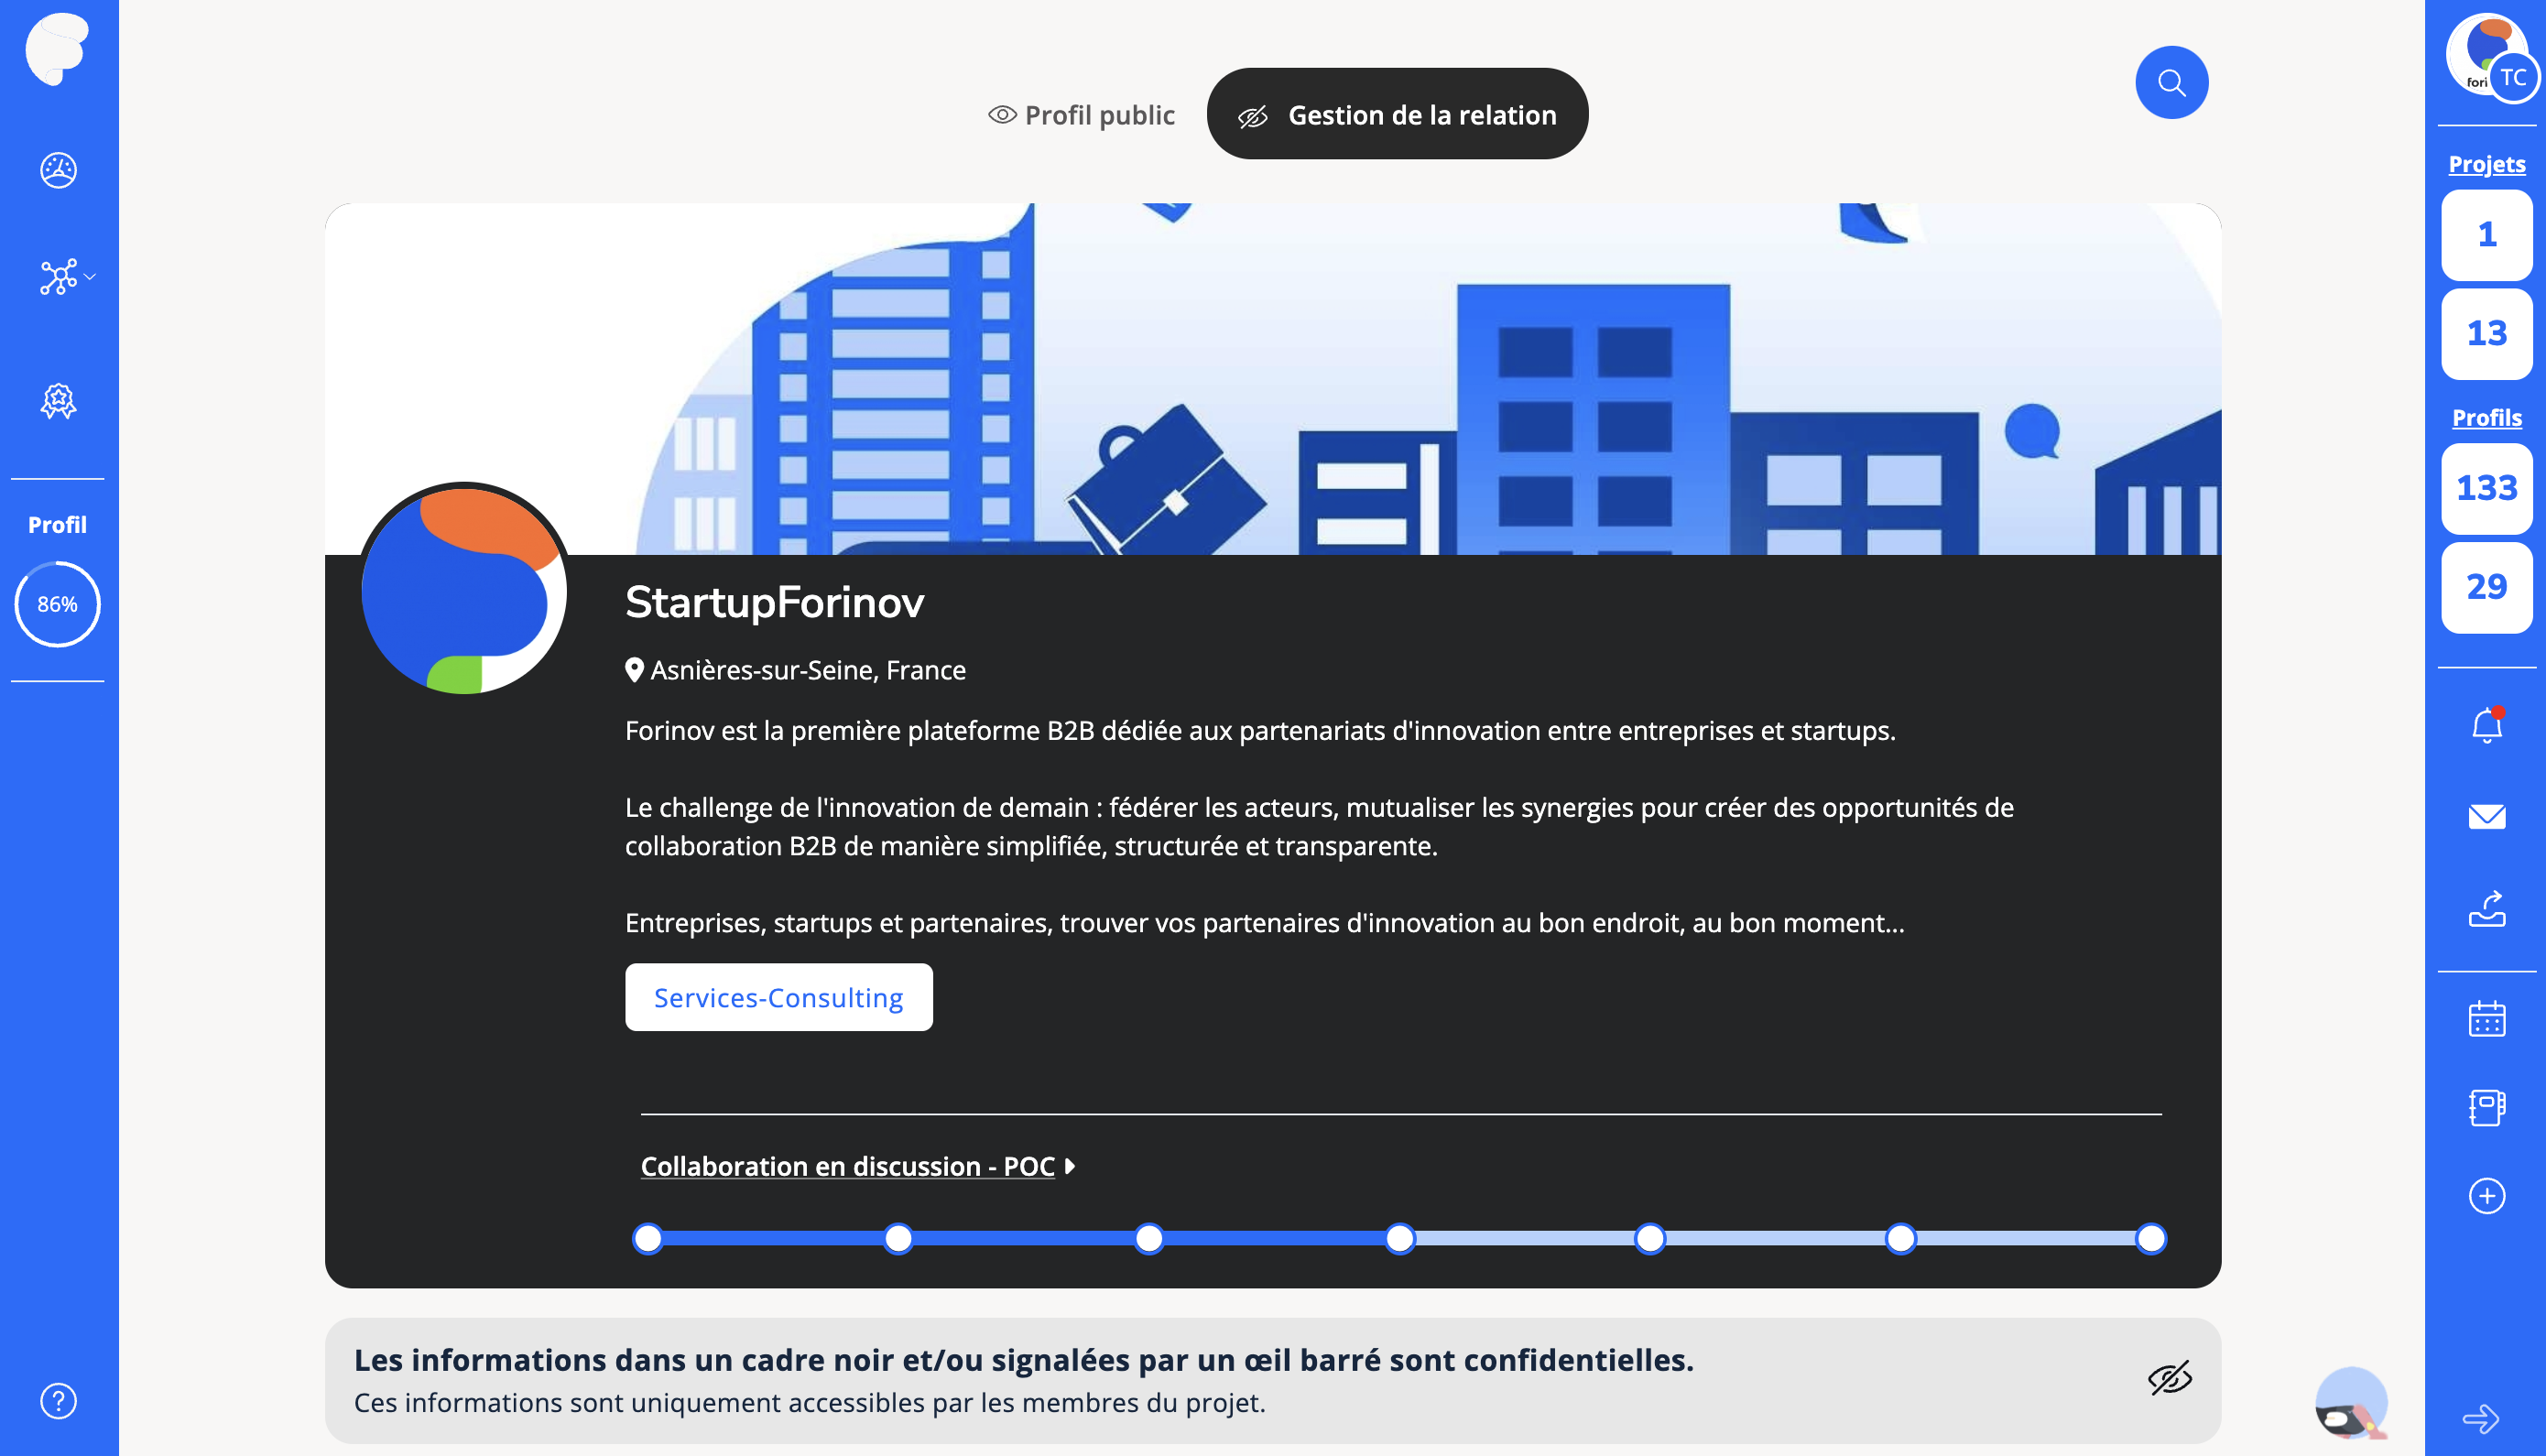 Profil public
Gestion de la relation
fori
TC
Projets
1
13
Profils
133
29
Profil
86%
StartupForinov
Asnières-sur-Seine, France
Forinov est la première plateforme B2B dédiée aux partenariats d'innovation entre entreprises et startups.
Le challenge de l'innovation de demain : fédérer les acteurs, mutualiser les synergies pour créer des opportunités de
collaboration B2B de manière simplifiée, structurée et transparente.
Entreprises, startups et partenaires, trouver vos partenaires d'innovation au bon endroit, au bon moment...
Services-Consulting
Collaboration en discussion - POC
Les informations dans un cadre noir et/ou signalées par un œil barré sont confidentielles.
Ces informations sont uniquement accessibles par les membres du projet.
?